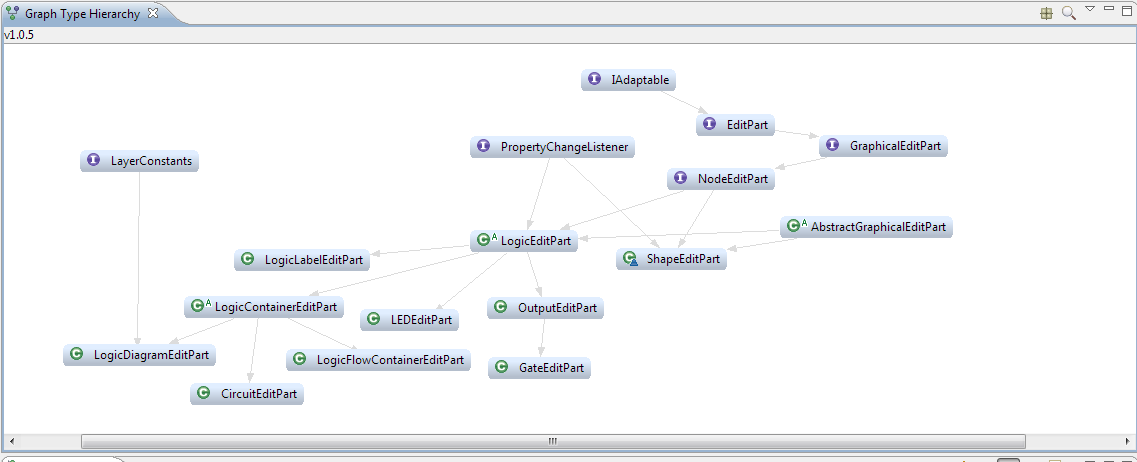 Graph Type Hierarchy
v1.0.5
I IAdaptable
I EditPart
I PropertyChangeListener
I GraphicalEditPart
I LayerConstants
I NodeEditPart
C A AbstractGraphicalEditPart
C A LogicEditPart
C LogicLabelEditPart
C ShapeEditPart
C A LogicContainerEditPart
C OutputEditPart
C LEDEditPart
C LogicDiagramEditPart
C LogicFlowContainerEditPart
C GateEditPart
C CircuitEditPart